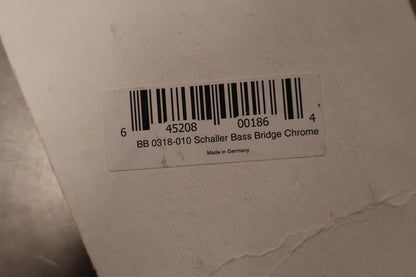 6 45208 00186 4
BB 0318-010 Schaller Bass Bridge Chrome
Made in Germany